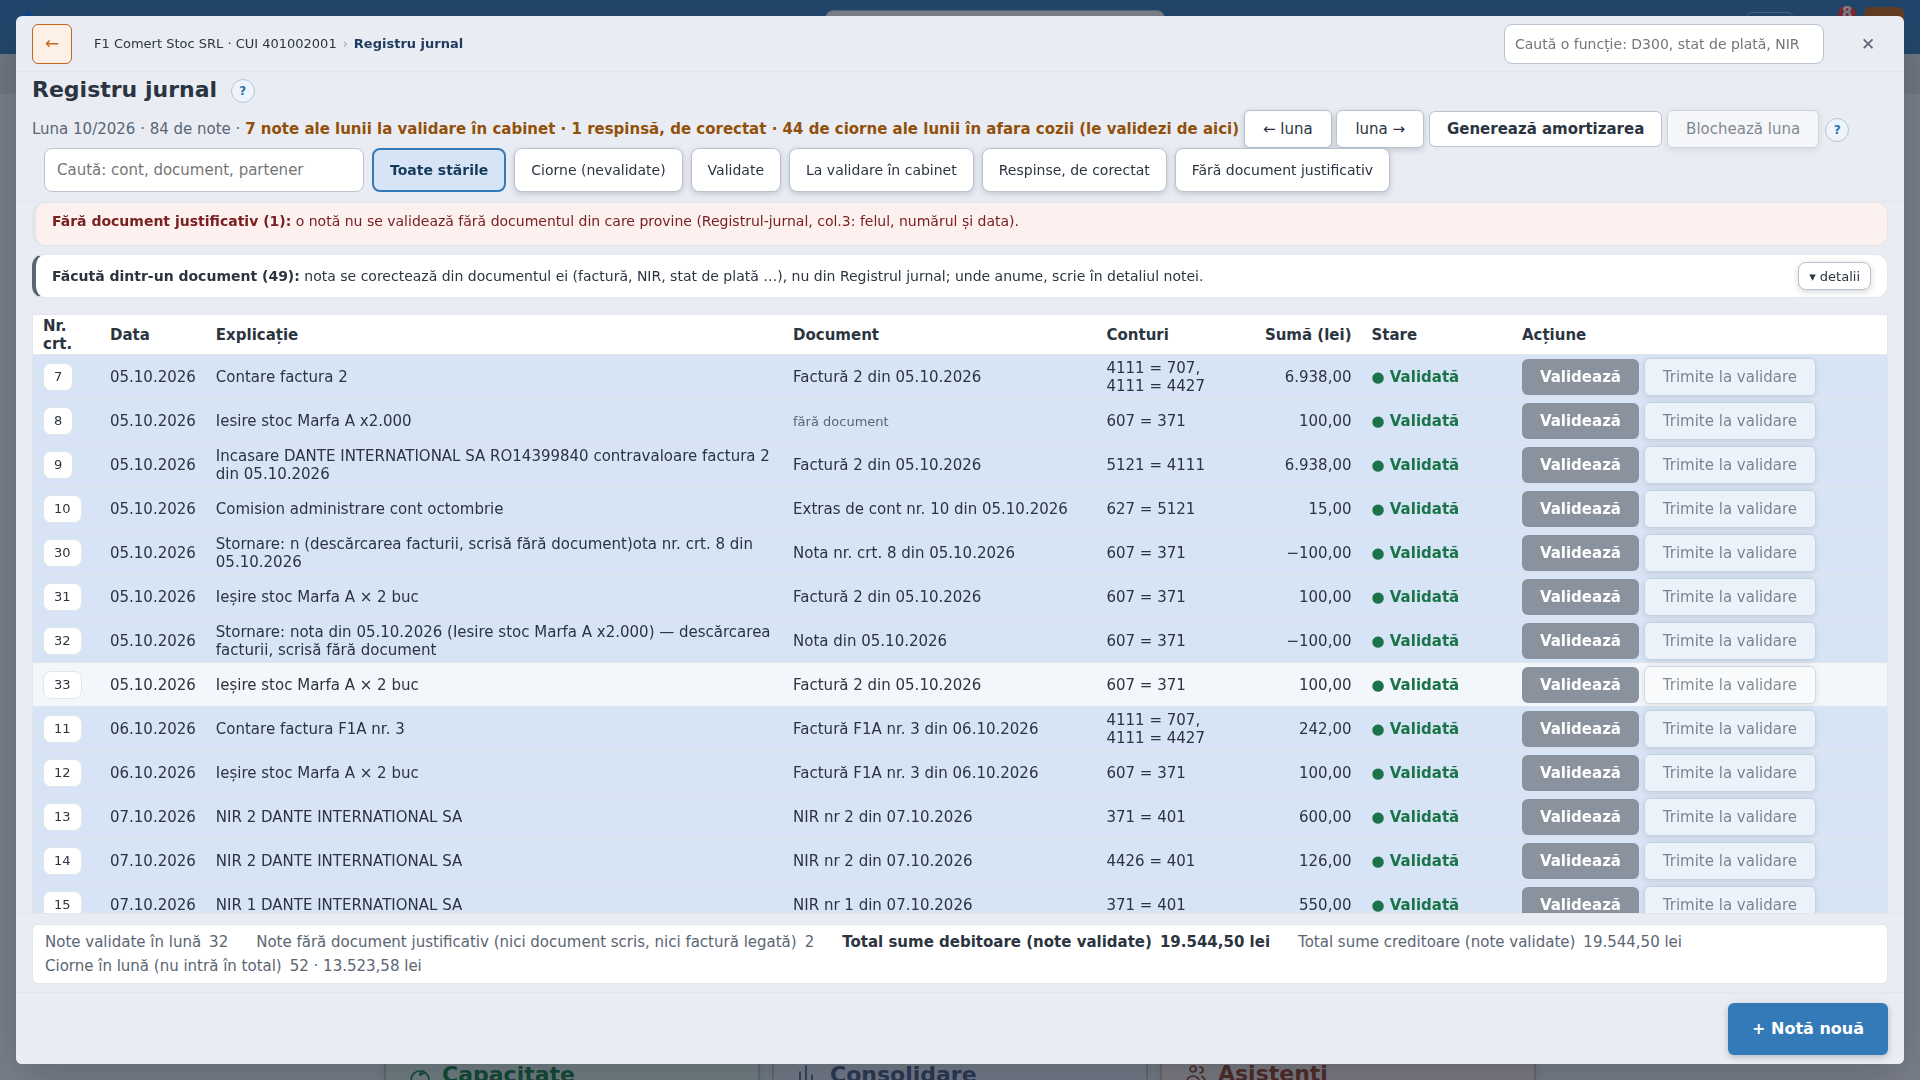 8
←
F1 Comert Stoc SRL · CUI 401002001 › Registru jurnal
Caută o funcție: D300, stat de plată, NIR
✕
Registru jurnal ?
Luna 10/2026 · 84 de note · 7 note ale lunii la validare în cabinet · 1 respinsă, de corectat · 44 de ciorne ale lunii în afara cozii (le validezi de aici) ← luna luna → Generează amortizarea Blochează luna ?
Caută: cont, document, partener Toate stările Ciorne (nevalidate) Validate La validare în cabinet Respinse, de corectat Fără document justificativ
Fără document justificativ (1): o notă nu se validează fără documentul din care provine (Registrul-jurnal, col.3: felul, numărul și data).
Făcută dintr-un document (49): nota se corectează din documentul ei (factură, NIR, stat de plată ...), nu din Registrul jurnal; unde anume, scrie în detaliul notei. ▾ detalii
Nr. crt. Data Explicație Document Conturi Sumă (lei) Stare Acțiune
7 05.10.2026 Contare factura 2 Factură 2 din 05.10.2026 4111 = 707, 4111 = 4427 6.938,00 ● Validată Validează Trimite la validare
8 05.10.2026 Iesire stoc Marfa A x2.000 fără document 607 = 371 100,00 ● Validată Validează Trimite la validare
9 05.10.2026 Incasare DANTE INTERNATIONAL SA RO14399840 contravaloare factura 2 din 05.10.2026 Factură 2 din 05.10.2026 5121 = 4111 6.938,00 ● Validată Validează Trimite la validare
10 05.10.2026 Comision administrare cont octombrie Extras de cont nr. 10 din 05.10.2026 627 = 5121 15,00 ● Validată Validează Trimite la validare
30 05.10.2026 Stornare: n (descărcarea facturii, scrisă fără document)ota nr. crt. 8 din 05.10.2026 Nota nr. crt. 8 din 05.10.2026 607 = 371 −100,00 ● Validată Validează Trimite la validare
31 05.10.2026 Ieșire stoc Marfa A × 2 buc Factură 2 din 05.10.2026 607 = 371 100,00 ● Validată Validează Trimite la validare
32 05.10.2026 Stornare: nota din 05.10.2026 (Iesire stoc Marfa A x2.000) — descărcarea facturii, scrisă fără document Nota din 05.10.2026 607 = 371 −100,00 ● Validată Validează Trimite la validare
33 05.10.2026 Ieșire stoc Marfa A × 2 buc Factură 2 din 05.10.2026 607 = 371 100,00 ● Validată Validează Trimite la validare
11 06.10.2026 Contare factura F1A nr. 3 Factură F1A nr. 3 din 06.10.2026 4111 = 707, 4111 = 4427 242,00 ● Validată Validează Trimite la validare
12 06.10.2026 Ieșire stoc Marfa A × 2 buc Factură F1A nr. 3 din 06.10.2026 607 = 371 100,00 ● Validată Validează Trimite la validare
13 07.10.2026 NIR 2 DANTE INTERNATIONAL SA NIR nr 2 din 07.10.2026 371 = 401 600,00 ● Validată Validează Trimite la validare
14 07.10.2026 NIR 2 DANTE INTERNATIONAL SA NIR nr 2 din 07.10.2026 4426 = 401 126,00 ● Validată Validează Trimite la validare
15 07.10.2026 NIR 1 DANTE INTERNATIONAL SA NIR nr 1 din 07.10.2026 371 = 401 550,00 ● Validată Validează Trimite la validare
Note validate în lună 32 Note fără document justificativ (nici document scris, nici factură legată) 2 Total sume debitoare (note validate) 19.544,50 lei Total sume creditoare (note validate) 19.544,50 lei
Ciorne în lună (nu intră în total) 52 · 13.523,58 lei
+ Notă nouă
Capacitate Consolidare Asistenți